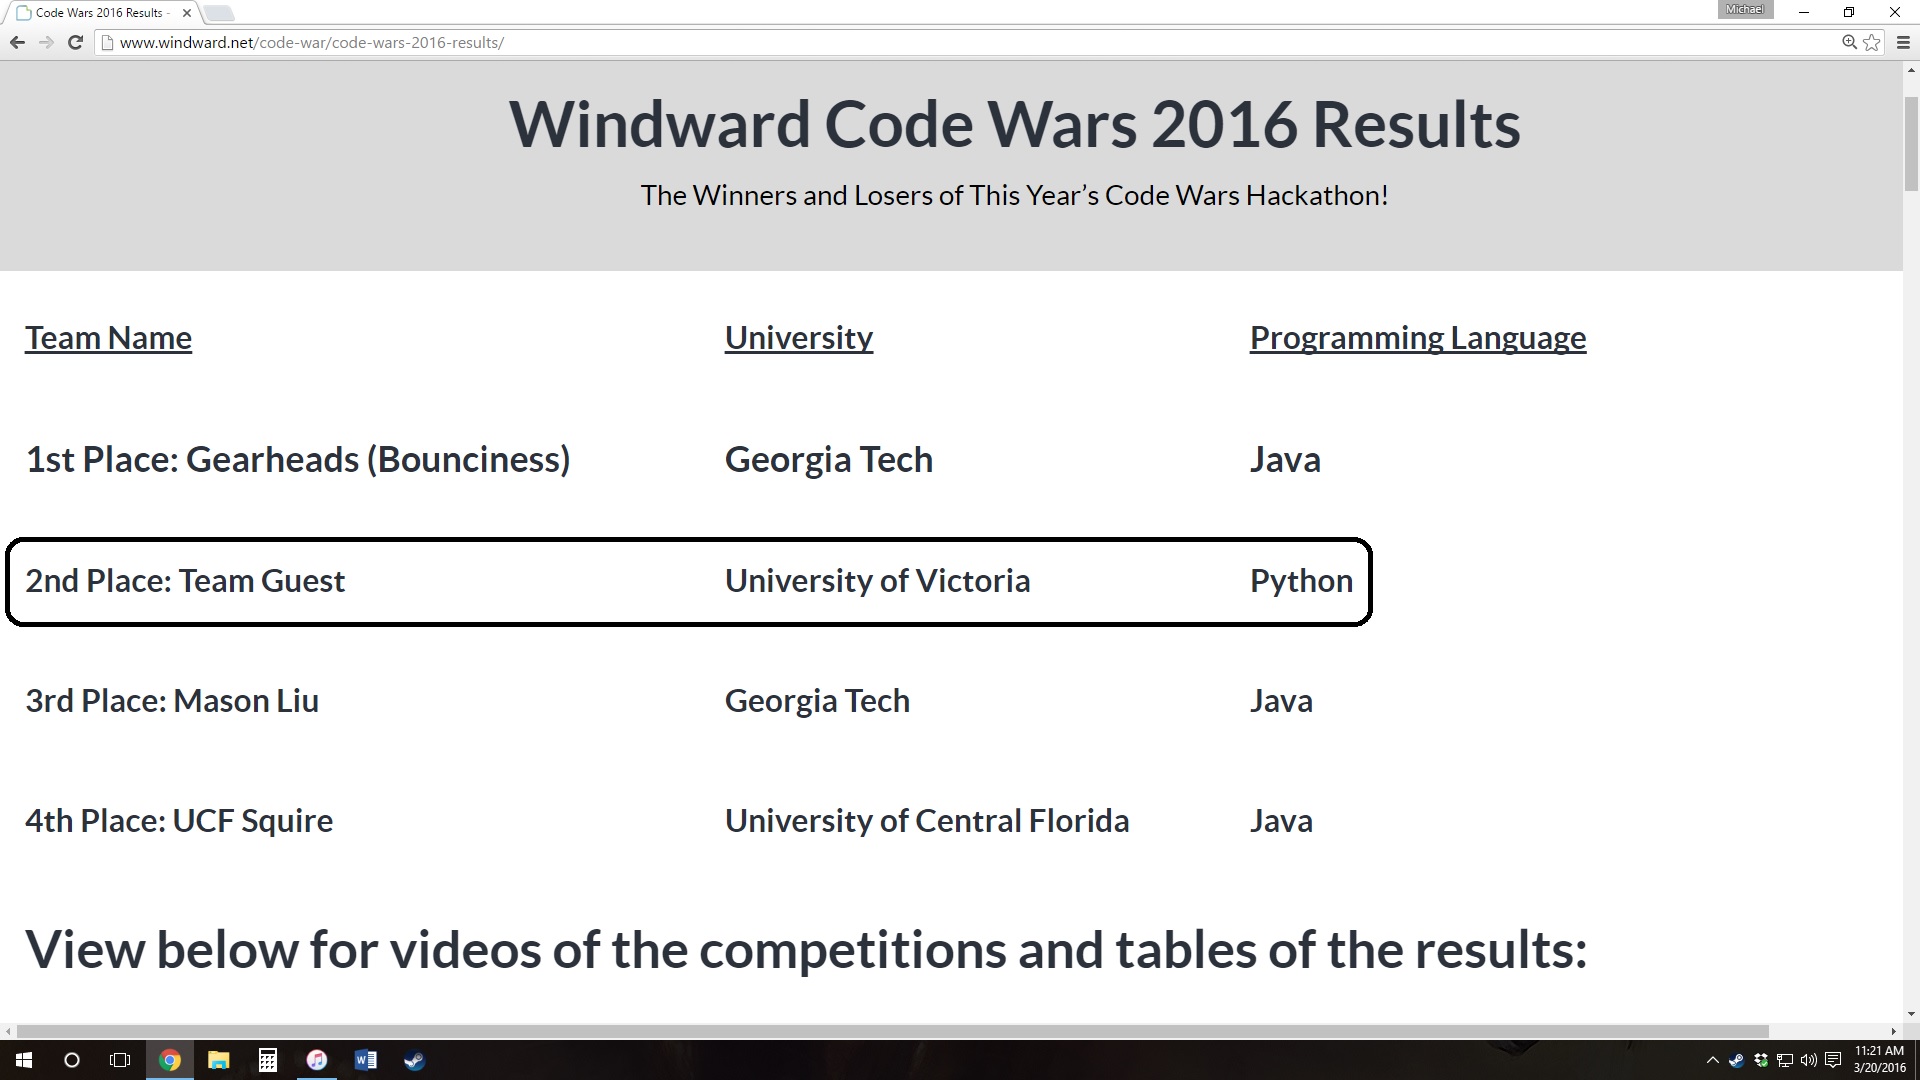 Code Wars 2016 Results -
Michael
www.windward.net/code-war/code-wars-2016-results/
Windward Code Wars 2016 Results
The Winners and Losers of This Year’s Code Wars Hackathon!
Team Name University Programming Language
1st Place: Gearheads (Bounciness) Georgia Tech Java
2nd Place: Team Guest University of Victoria Python
3rd Place: Mason Liu Georgia Tech Java
4th Place: UCF Squire University of Central Florida Java
View below for videos of the competitions and tables of the results:
11:21 AM
3/20/2016